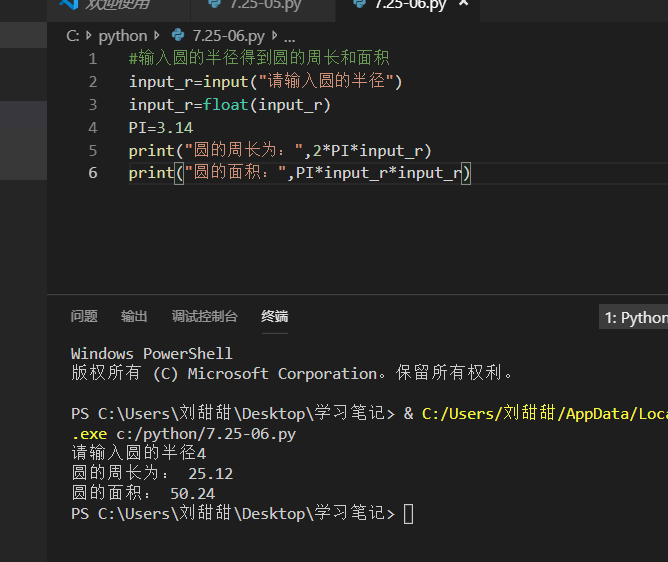 欢迎使用 7.25-05.py 7.25-06.py
C: > python > 7.25-06.py > ...
1 #输入圆的半径得到圆的周长和面积
2 input_r=input("请输入圆的半径")
3 input_r=float(input_r)
4 PI=3.14
5 print("圆的周长为：",2*PI*input_r)
6 print("圆的面积：",PI*input_r*input_r)
问题 输出 调试控制台 终端 1: Python
Windows PowerShell
版权所有 (C) Microsoft Corporation。保留所有权利。
PS C:\Users\刘甜甜\Desktop\学习笔记> & C:/Users/刘甜甜/AppData/Loca
.exe c:/python/7.25-06.py
请输入圆的半径4
圆的周长为： 25.12
圆的面积： 50.24
PS C:\Users\刘甜甜\Desktop\学习笔记>